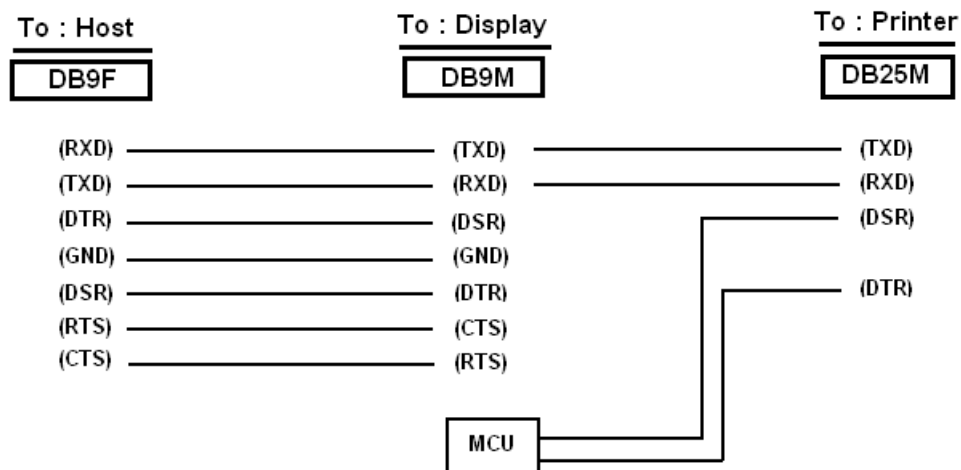 To : Host To : Display To : Printer
DB9F DB9M DB25M
(RXD) (TXD) (TXD)
(TXD) (RXD) (RXD)
(DTR) (DSR) (DSR)
(GND) (GND)
(DSR) (DTR) (DTR)
(RTS) (CTS)
(CTS) (RTS)
MCU